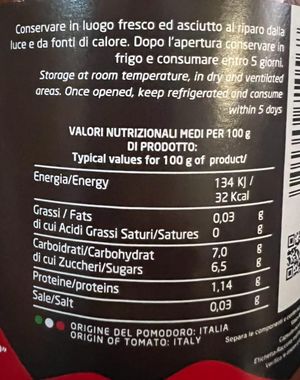 Conservare in luogo fresco ed asciutto al riparo dalla
luce e da fonti di calore. Dopo l'apertura conservare in
frigo e consumare entro 5 giorni.
Storage at room temperature, in dry and ventilated
areas. Once opened, keep refrigerated and consume
within 5 days
VALORI NUTRIZIONALI MEDI PER 100 g
DI PRODOTTO:
Typical values for 100 g of product/
Energia/Energy 134 KJ /
32 Kcal
Grassi / Fats 0,03 g
di cui Acidi Grassi Saturi/Satures 0 g
Carboidrati/Carbohydrat 7,0 g
di cui Zuccheri/Sugars 6,5 g
Proteine/proteins 1,14 g
Sale/Salt 0,03 g
ORIGINE DEL POMODORO: ITALIA
ORIGIN OF TOMATO: ITALY
Separa le componenti e